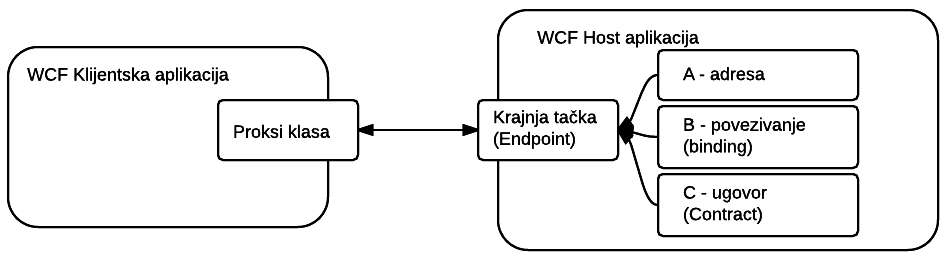 WCF Klijentska aplikacija
Proksi klasa
WCF Host aplikacija
Krajnja tačka
(Endpoint)
A - adresa
B - povezivanje
(binding)
C - ugovor
(Contract)